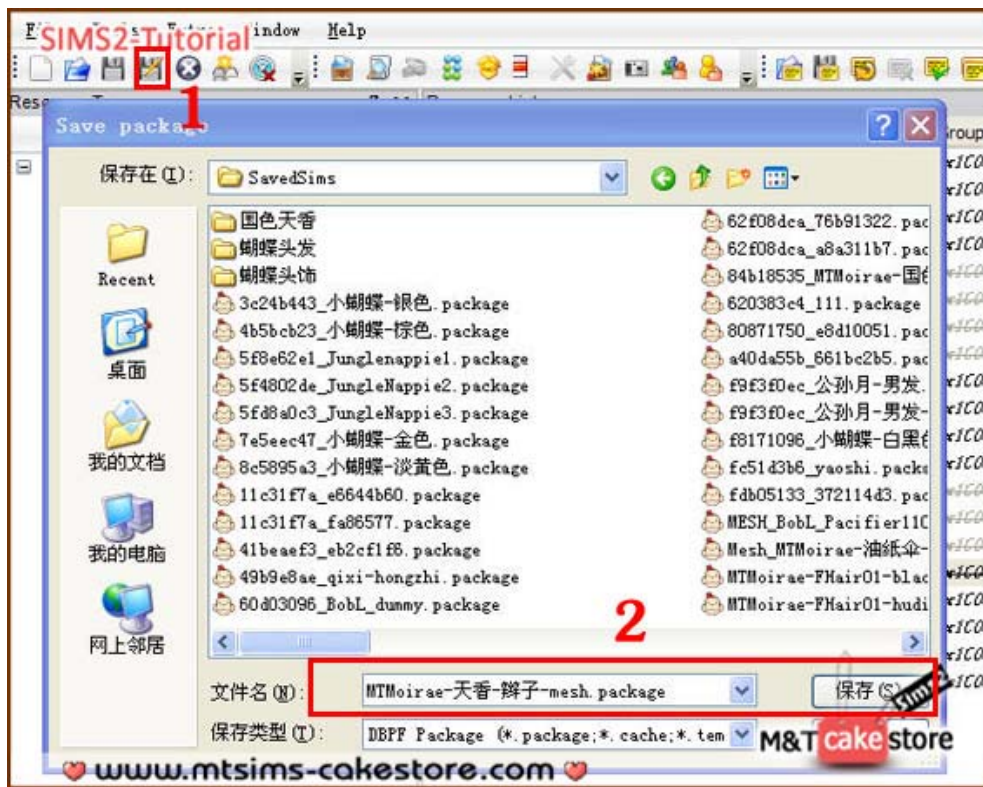 Help
SIMS2-Tutorial
1
Save package
保存在(I):
SavedSims
Recent
桌面
我的文档
我的电脑
网上邻居
国色天香
蝴蝶头发
蝴蝶头饰
3c24b443_小蝴蝶-银色.package
4b5bcb23_小蝴蝶-棕色.package
5f8e62e1_Junglenappie1.package
5f4802de_JungleNappie2.package
5fd8a0c3_JungleNappie3.package
7e5eec47_小蝴蝶-金色.package
8c5895a3_小蝴蝶-淡黄色.package
11c31f7a_e6644b60.package
11c31f7a_fa86577.package
41beaef3_eb2cf1f6.package
49b9e8ae_qixi-hongzhi.package
60d03096_BobL_dummy.package
62f08dca_76b91322.pac
62f08dca_a8a311b7.pac
84b18535_MTMoirae-国色
620383c4_111.package
80871750_e8d10051.pac
a40da55b_661bc2b5.pac
f9f3f0ec_公孙月-男发.
f9f3f0ec_公孙月-男发-
f8171096_小蝴蝶-白黑色
fc51d3b6_yaoshi.packa
fdb05133_372114d3.pac
MESH_BobL_Pacifier110
Mesh_MTMoirae-油纸伞-
MTMoirae-FHair01-blac
MTMoirae-FHair01-hudi
2
文件名(N):
MTMoirae-天香-辫子-mesh.package
保存(S)
保存类型(T):
DBPF Package (*.package;*.cache;*.tem
M&T cake store
www.mtsims-cakestore.com